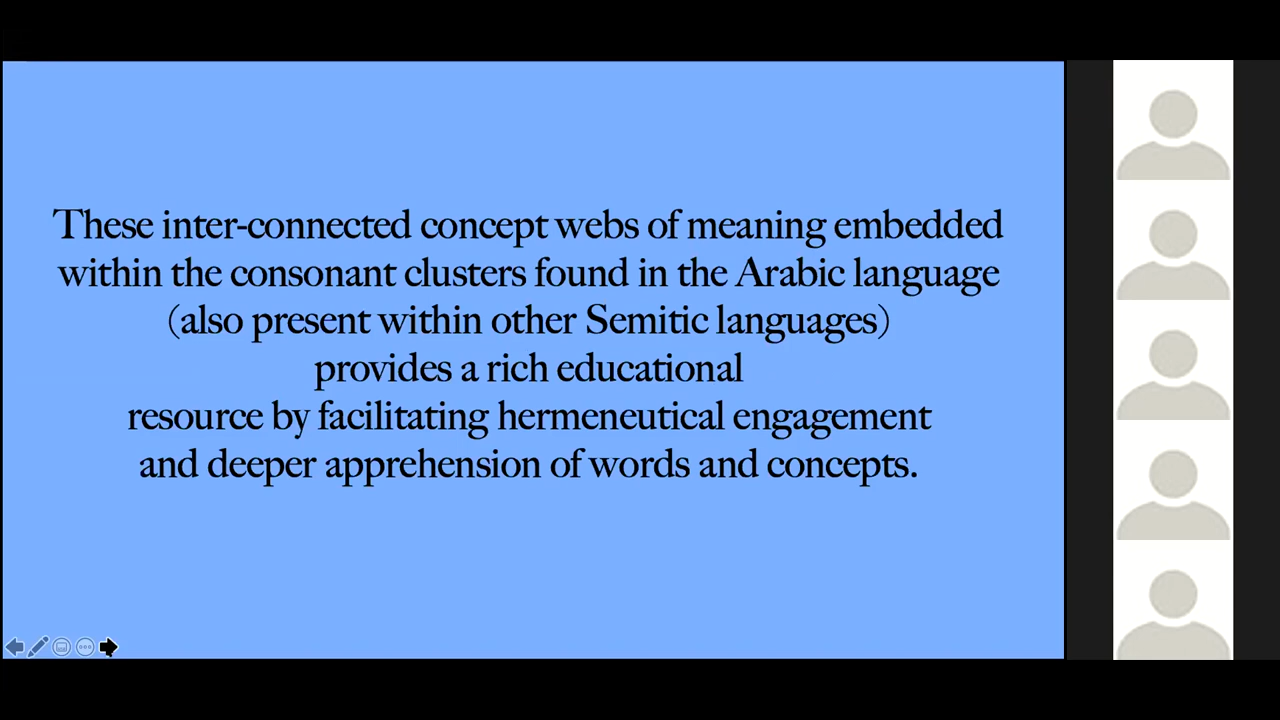 These inter-connected concept webs of meaning embedded
within the consonant clusters found in the Arabic language
(also present within other Semitic languages)
provides a rich educational
resource by facilitating hermeneutical engagement
and deeper apprehension of words and concepts.